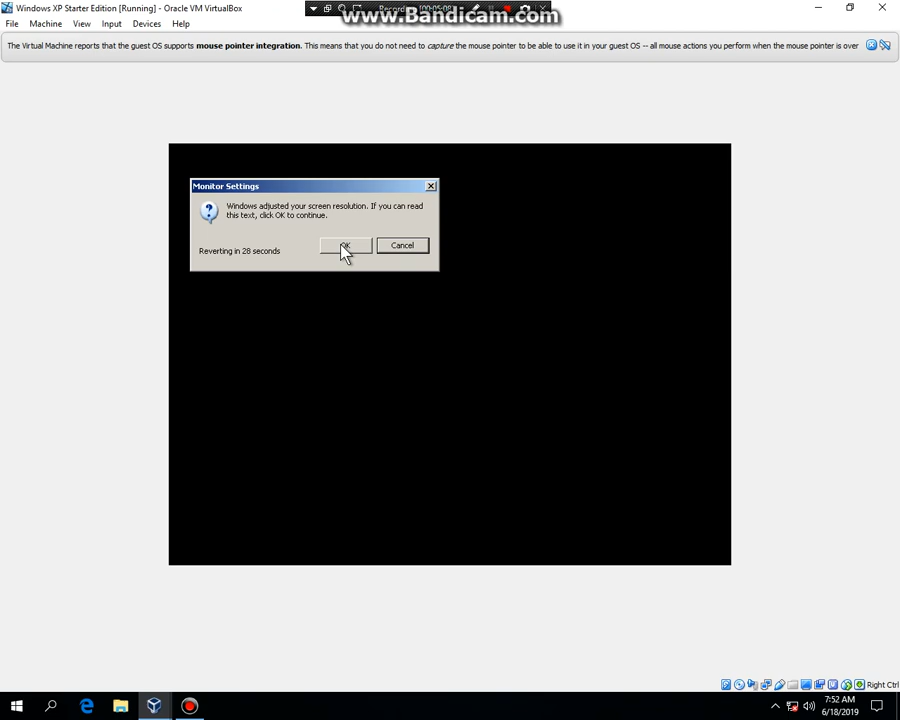 Windows XP Starter Edition [Running] - Oracle VM VirtualBox
www.Bandicam.com
File Machine View Input Devices Help
The Virtual Machine reports that the guest OS supports mouse pointer integration. This means that you do not need to capture the mouse pointer to be able to use it in your guest OS -- all mouse actions you perform when the mouse pointer is over
Monitor Settings
Windows adjusted your screen resolution. If you can read
this text, click OK to continue.
Reverting in 28 seconds
OK
Cancel
Right Ctrl
7:52 AM
6/18/2019